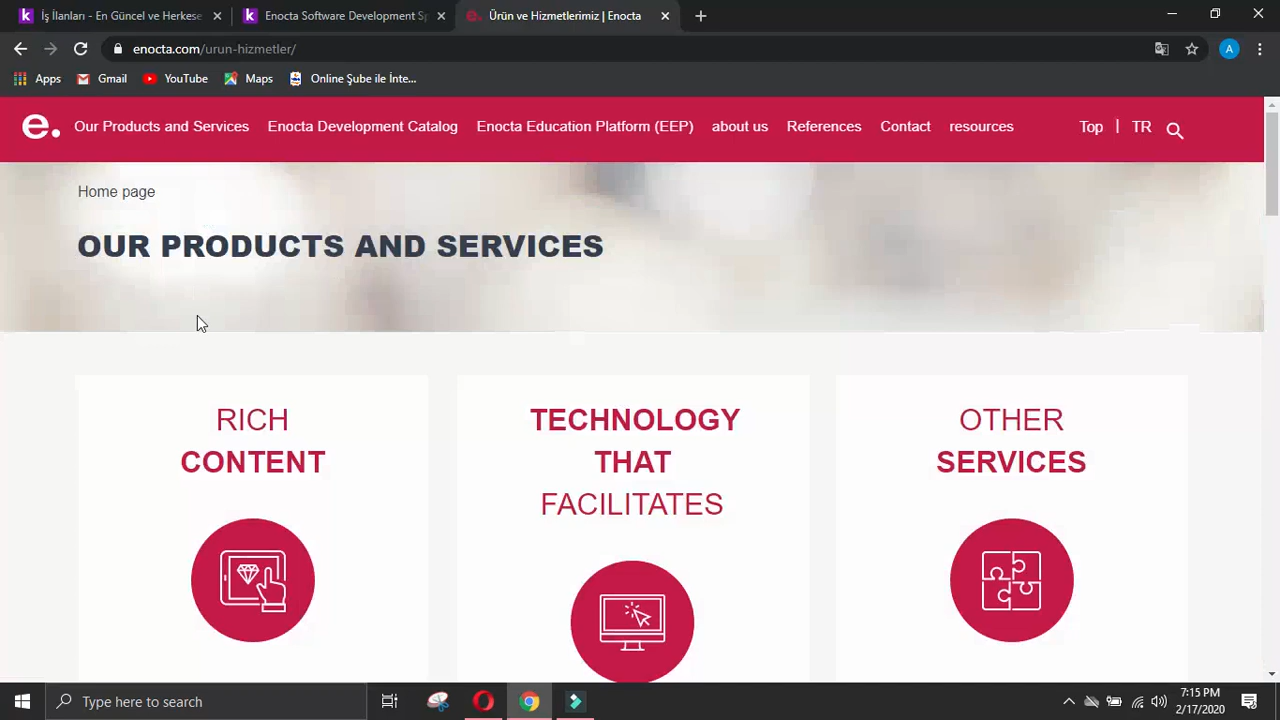 İş İlanları - En Güncel ve Herkese
Enocta Software Development Sp
Ürün ve Hizmetlerimiz | Enocta
enocta.com/urun-hizmetler/
A
Apps
Gmail
YouTube
Maps
Online Şube ile İnte...
e.
Our Products and Services
Enocta Development Catalog
Enocta Education Platform (EEP)
about us
References
Contact
resources
Top | TR
Home page
OUR PRODUCTS AND SERVICES
RICH
CONTENT
TECHNOLOGY
THAT
FACILITATES
OTHER
SERVICES
Type here to search
7:15 PM
2/17/2020